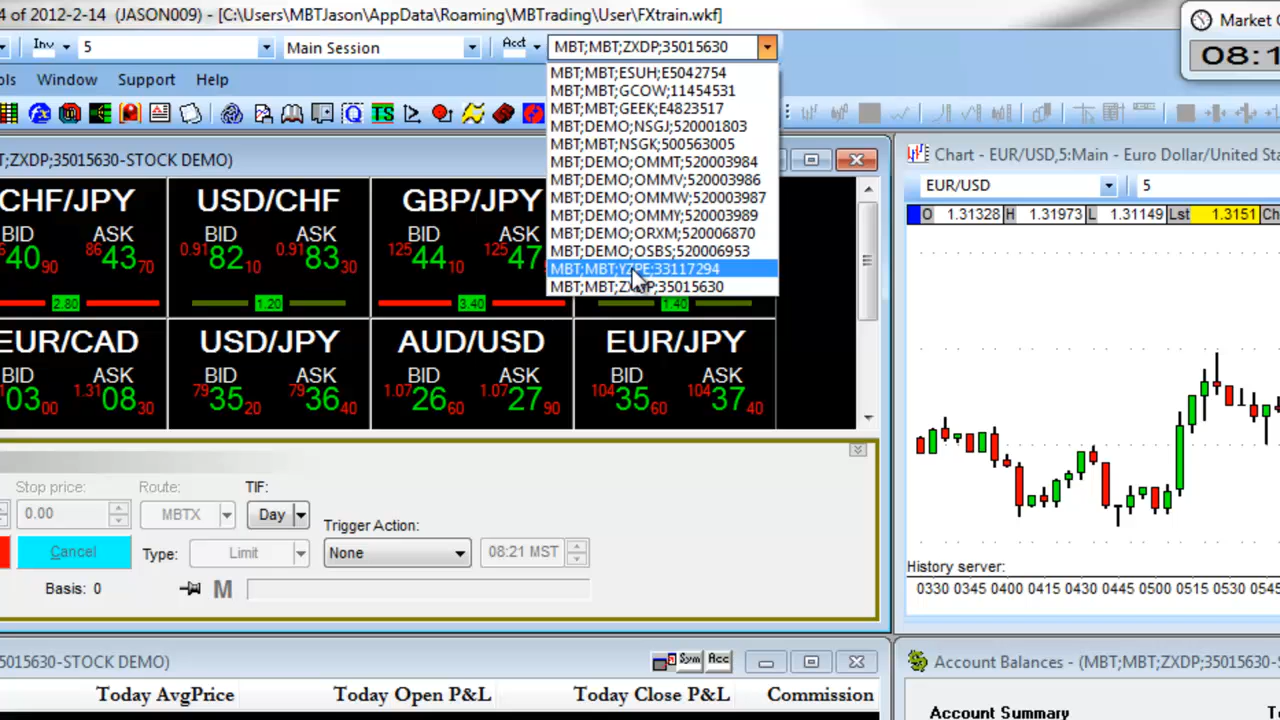 4 of 2012-2-14 (JASON009) - [C:\Users\MBTJason\AppData\Roaming\MBTrading\User\FXtrain.wkf]
Market
Inv 5 Main Session Acct MBT;MBT;ZXDP;35015630
08:1
Window Support Help
MBT;MBT;ESUH;E5042754
MBT;MBT;GCOW;11454531
MBT;MBT;GEEK;E4823517
MBT;DEMO;NSGJ;520001803
MBT;MBT;NSGK;500563005
MBT;DEMO;OMMT;520003984
MBT;DEMO;OMMV;520003986
MBT;DEMO;OMMW;520003987
MBT;DEMO;OMMY;520003989
MBT;DEMO;ORXM;520006870
MBT;DEMO;OSBS;520006953
MBT;MBT;YZPE;33117294
MBT;MBT;ZXDP;35015630
T;ZXDP;35015630-STOCK DEMO)
CHF/JPY USD/CHF GBP/JPY
BID ASK BID ASK BID ASK
40 90 86 43 70 0.91 82 10 0.91 83 30 125 44 10 125 47
2.80 1.20 3.40 1.40
EUR/CAD USD/JPY AUD/USD EUR/JPY
BID ASK BID ASK BID ASK BID ASK
03 00 1.31 08 30 79 35 20 79 36 40 1.07 26 60 1.07 27 90 104 35 60 104 37 40
Stop price: Route: TIF:
0.00 MBTX Day
Trigger Action:
Cancel Type: Limit None 08:21 MST
Basis: 0 M
5015630-STOCK DEMO)
Sym Acc
Today AvgPrice Today Open P&L Today Close P&L Commission
Chart - EUR/USD,5:Main - Euro Dollar/United
EUR/USD 5
O 1.31328 H 1.31973 L 1.31149 Lst 1.3151 Ch
History server:
0330 0345 0400 0415 0430 0445 0500 0515 0530 0545
Account Balances - (MBT;MBT;ZXDP;35015630-
Account Summary